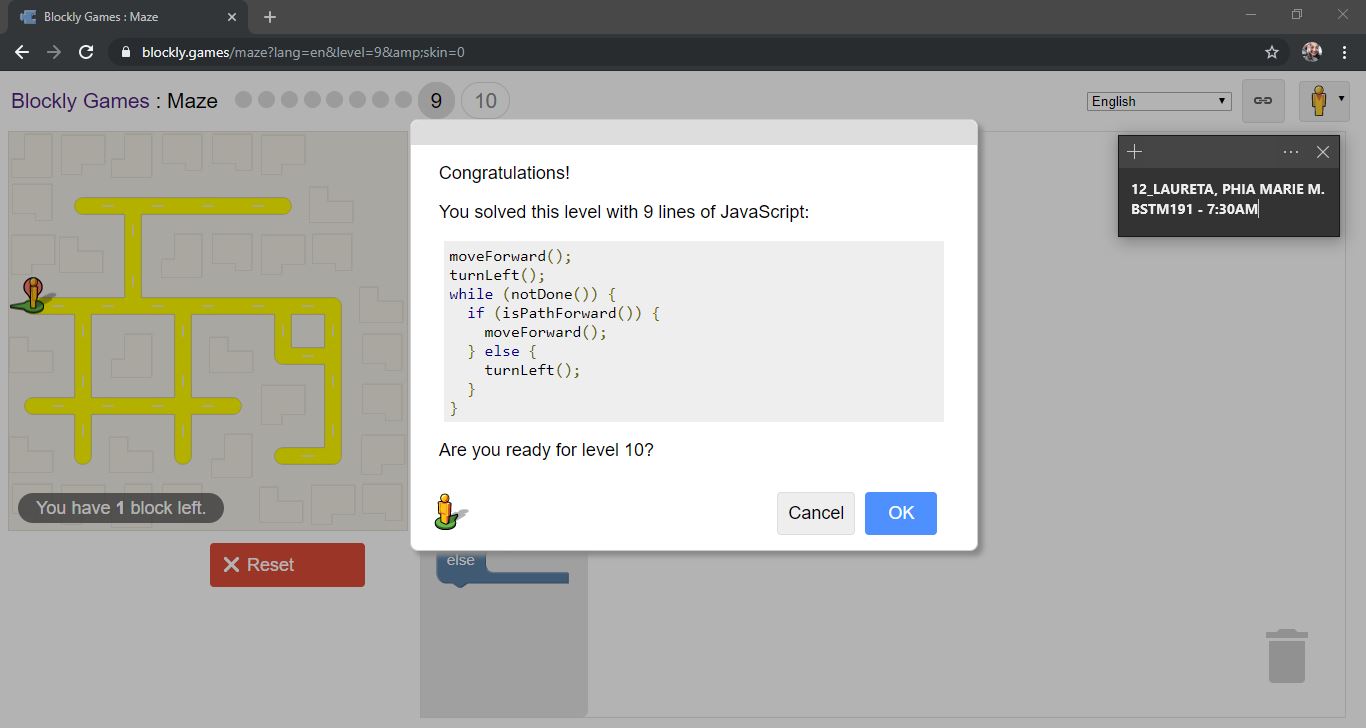 Blockly Games : Maze
blockly.games/maze?lang=en&level=9&amp;skin=0
Blockly Games : Maze
9
10
English
12_LAURETA, PHIA MARIE M.
BSTM191 - 7:30AM
Congratulations!
You solved this level with 9 lines of JavaScript:
moveForward();
turnLeft();
while (notDone()) {
  if (isPathForward()) {
    moveForward();
  } else {
    turnLeft();
  }
}
Are you ready for level 10?
You have 1 block left.
Cancel
OK
else
Reset